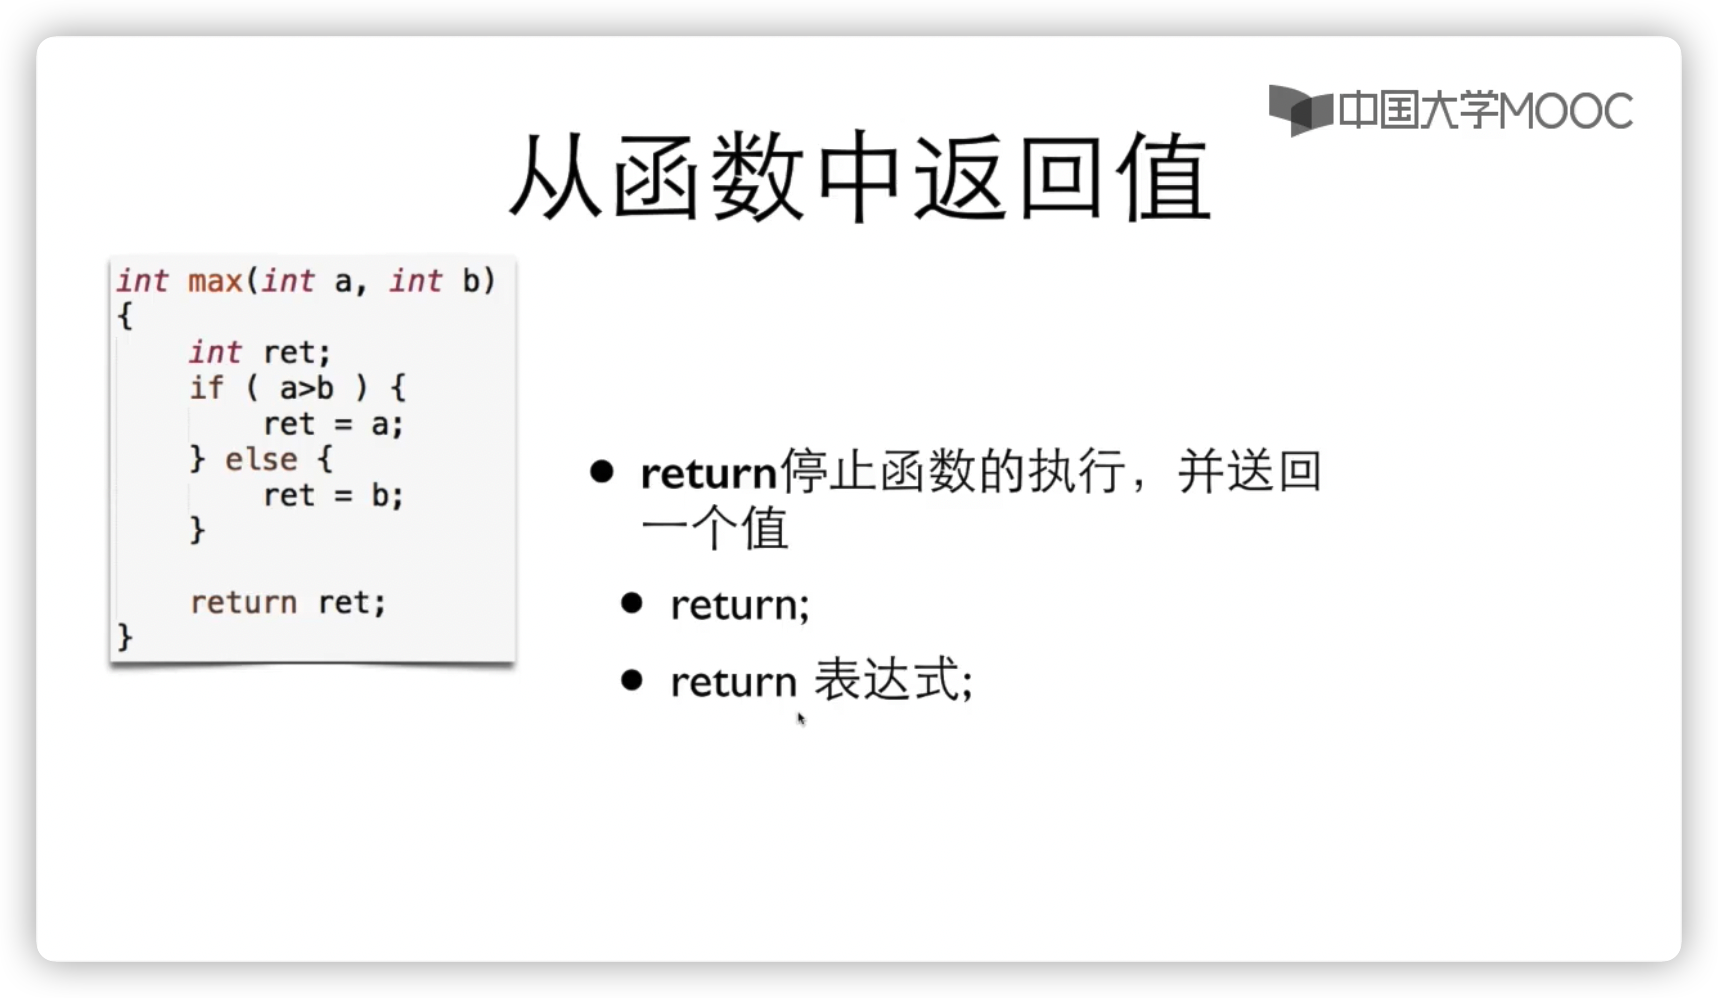 中国大学MOOC
从函数中返回值
int max(int a, int b)
{
    int ret;
    if ( a>b ) {
        ret = a;
    } else {
        ret = b;
    }
    return ret;
}
return停止函数的执行，并送回
一个值
return;
return 表达式;